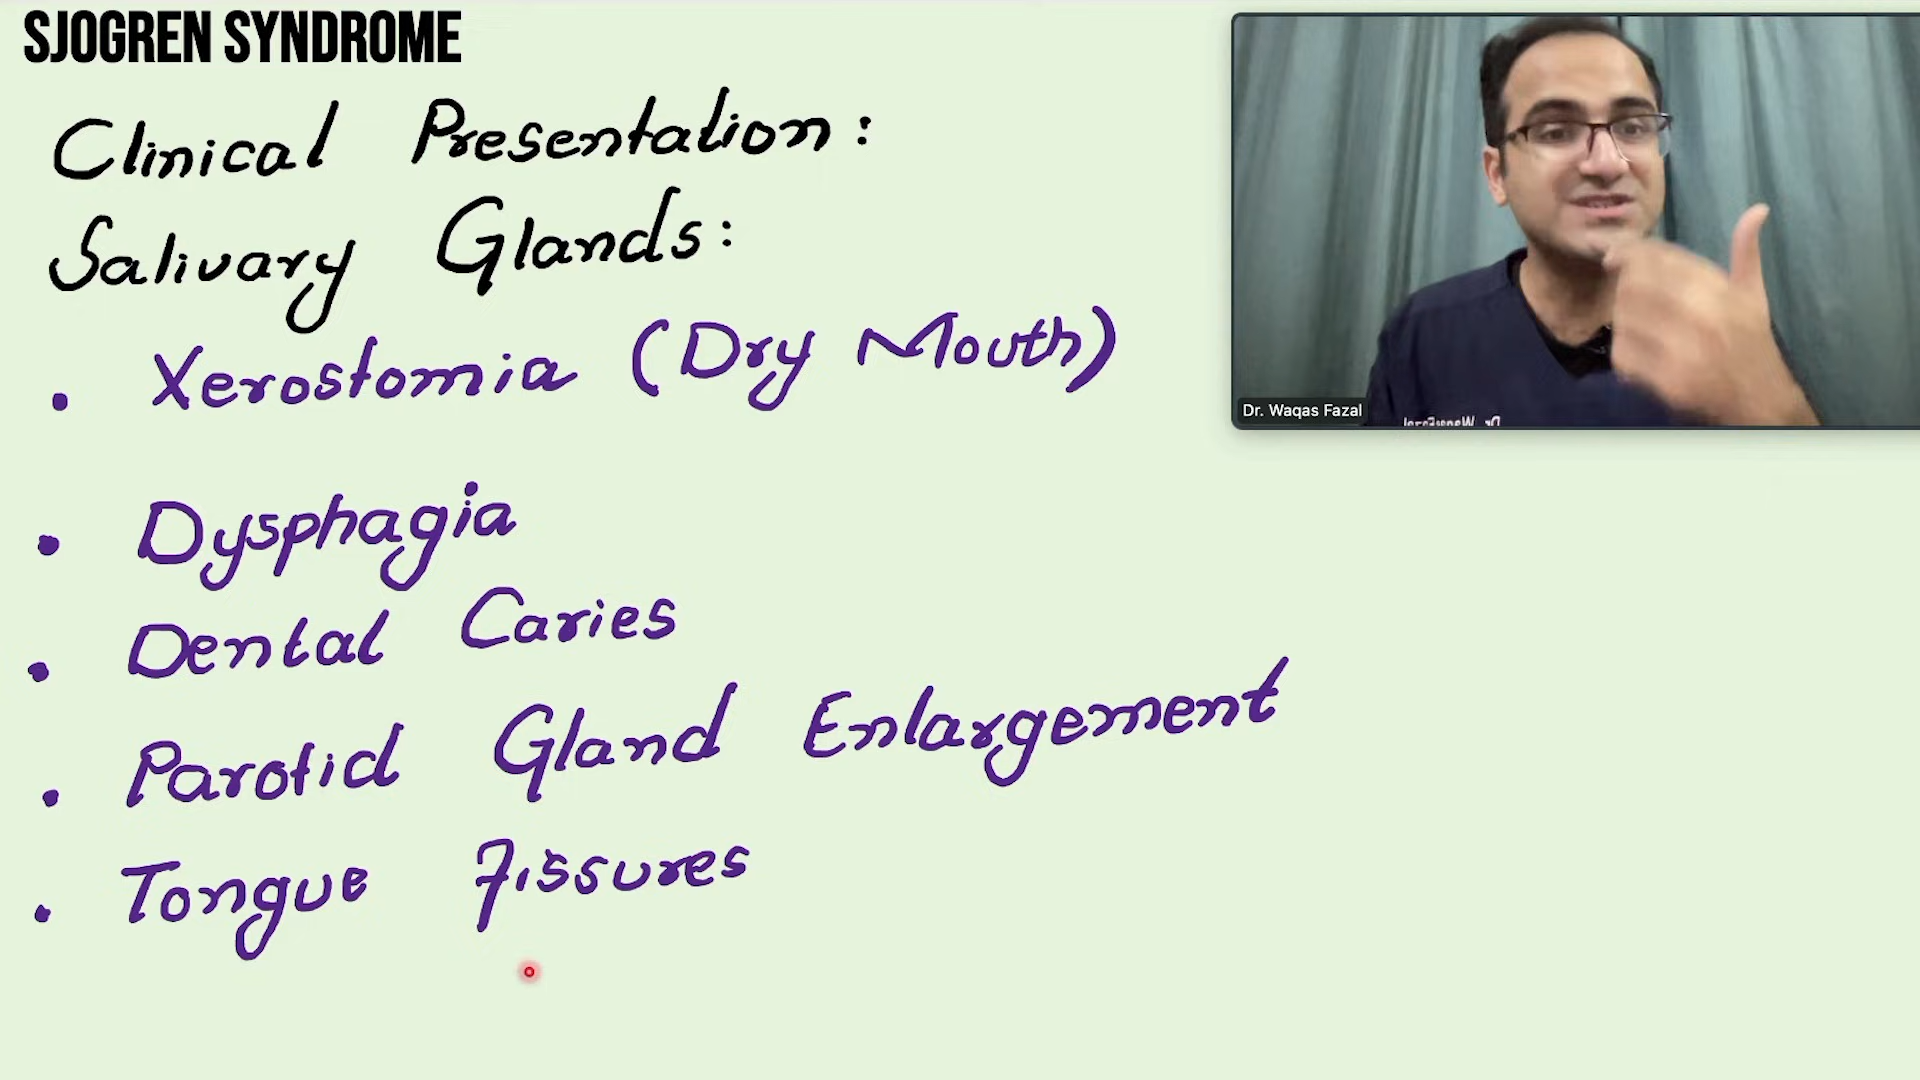 SJOGREN SYNDROME
Clinical Presentation:
Salivary Glands:
• Xerostomia (Dry Mouth)
• Dysphagia
• Dental Caries
• Parotid Gland Enlargement
• Tongue Fissures
Dr. Waqas Fazal